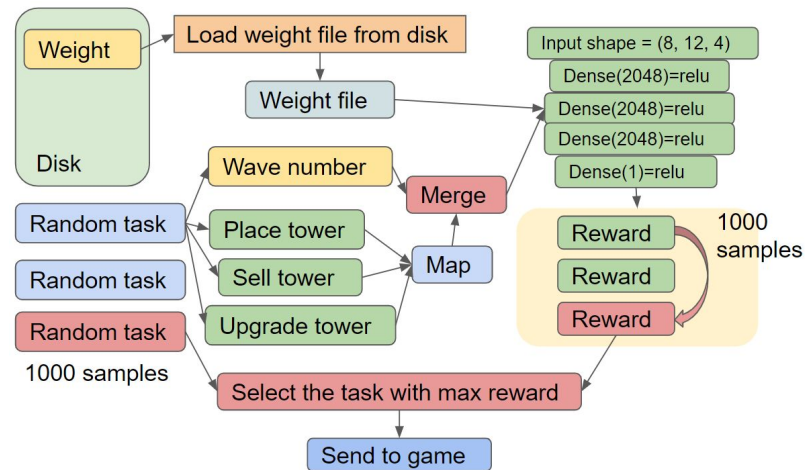 Weight
Disk
Load weight file from disk
Weight file
Input shape = (8, 12, 4)
Dense(2048)=relu
Dense(2048)=relu
Dense(2048)=relu
Dense(1)=relu
Random task
Random task
Random task
1000 samples
Wave number
Place tower
Sell tower
Upgrade tower
Merge
Map
Reward
Reward
Reward
1000
samples
Select the task with max reward
Send to game